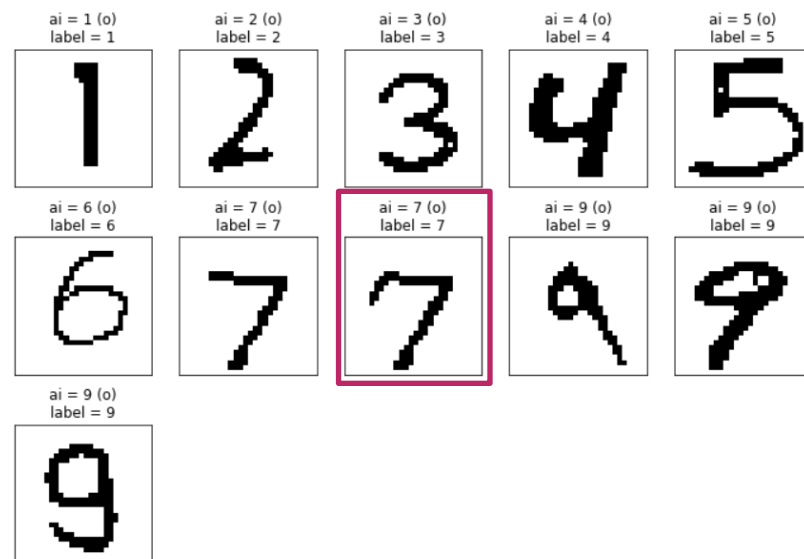 ai = 1 (o)
label = 1
ai = 2 (o)
label = 2
ai = 3 (o)
label = 3
ai = 4 (o)
label = 4
ai = 5 (o)
label = 5
1
2
3
4
5
ai = 6 (o)
label = 6
ai = 7 (o)
label = 7
ai = 7 (o)
label = 7
ai = 9 (o)
label = 9
ai = 9 (o)
label = 9
6
7
7
9
9
ai = 9 (o)
label = 9
9